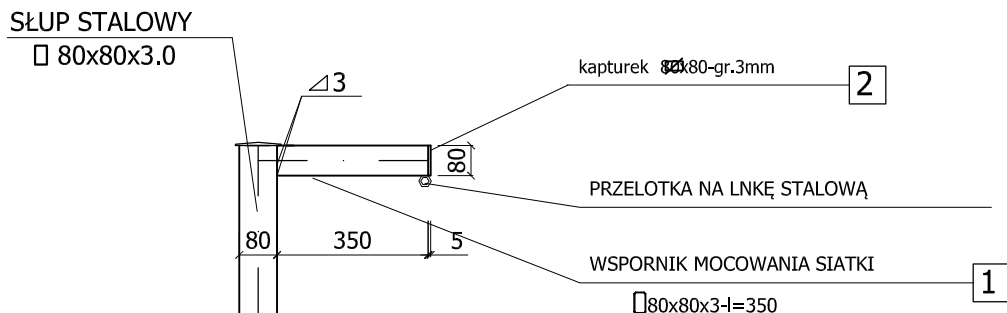 SŁUP STALOWY
80x80x3.0
3
kapturek 80x80-gr.3mm
2
80
PRZELOTKA NA LNKĘ STALOWĄ
80
350
5
WSPORNIK MOCOWANIA SIATKI
1
80x80x3-l=350